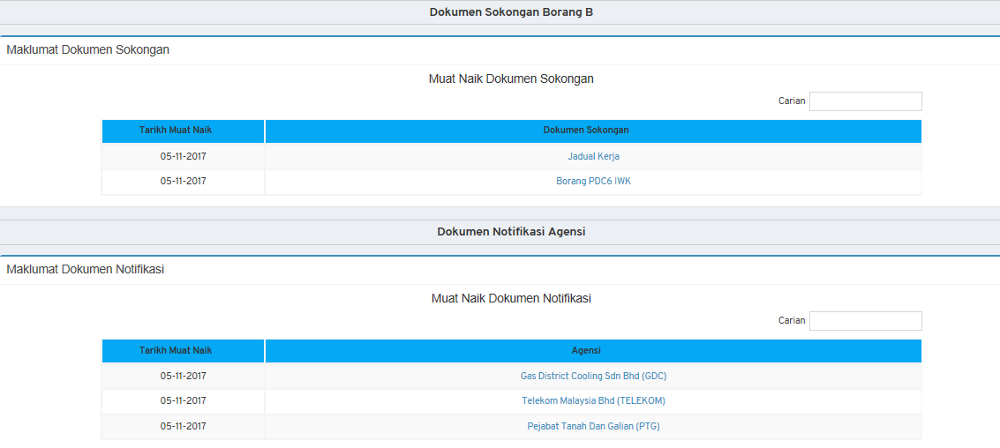 Dokumen Sokongan Borang B
Maklumat Dokumen Sokongan
Muat Naik Dokumen Sokongan
Carian
Tarikh Muat Naik Dokumen Sokongan
05-11-2017 Jadual Kerja
05-11-2017 Borang PDC6 IWK
Dokumen Notifikasi Agensi
Maklumat Dokumen Notifikasi
Muat Naik Dokumen Notifikasi
Carian
Tarikh Muat Naik Agensi
05-11-2017 Gas District Cooling Sdn Bhd (GDC)
05-11-2017 Telekom Malaysia Bhd (TELEKOM)
05-11-2017 Pejabat Tanah Dan Galian (PTG)